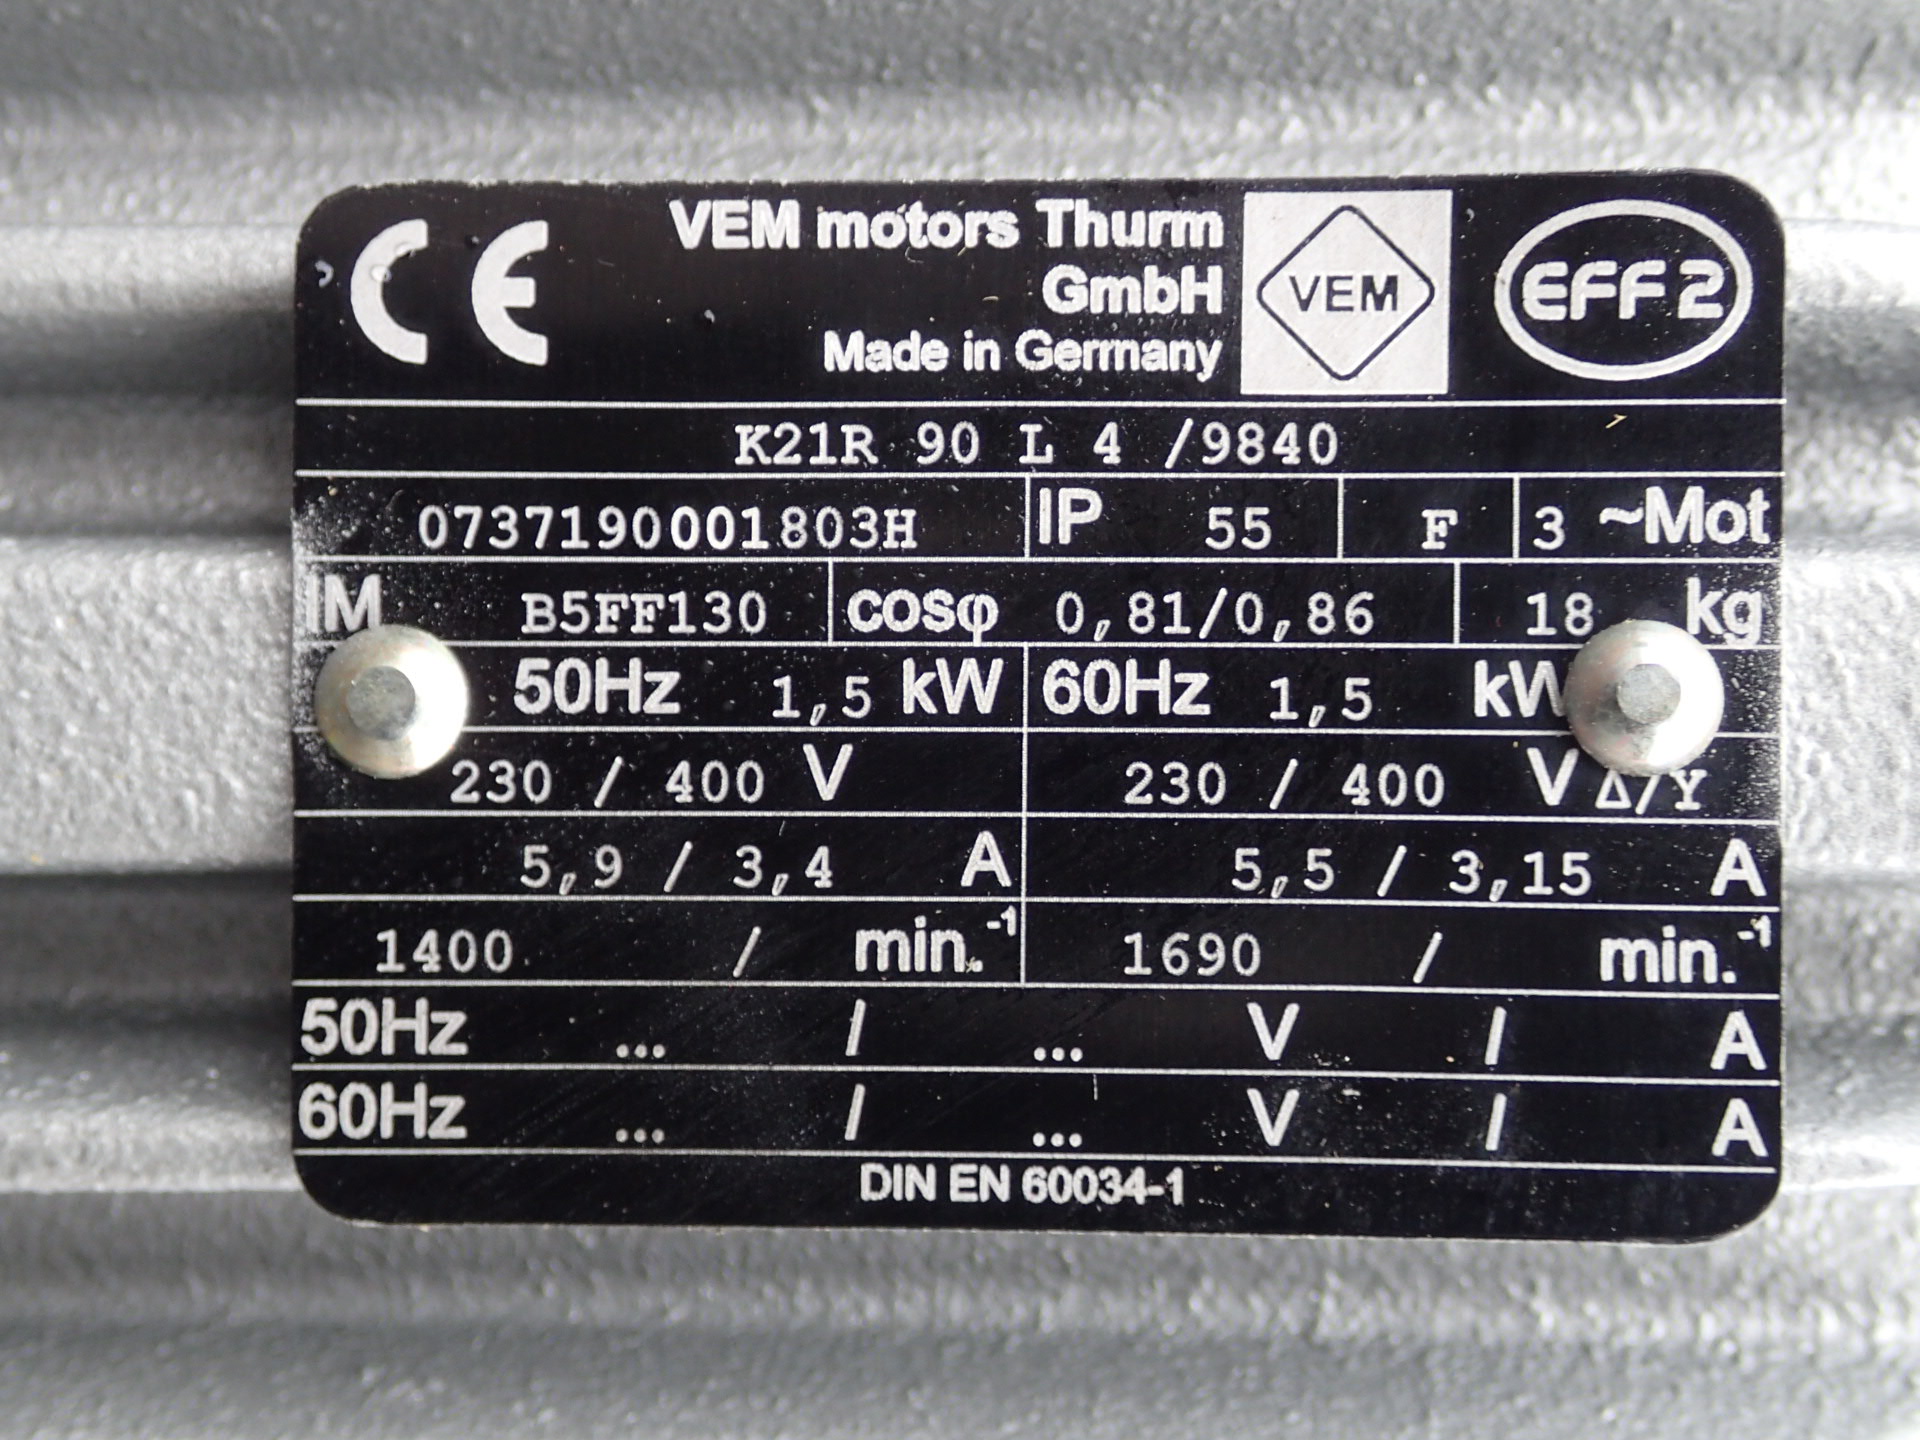 CE VEM motors Thurm
GmbH
Made in Germany
VEM
EFF 2
K21R 90 L 4 /9840
0737190001803H IP 55 F 3 ~Mot
IM B5FF130 cosφ 0,81/0,86 18 kg
50Hz 1,5 kW 60Hz 1,5 kW
230 / 400 V 230 / 400 V Δ/Y
5,9 / 3,4 A 5,5 / 3,15 A
1400 / min.⁻¹ 1690 / min.⁻¹
50Hz ... / ... V / A
60Hz ... / ... V / A
DIN EN 60034-1